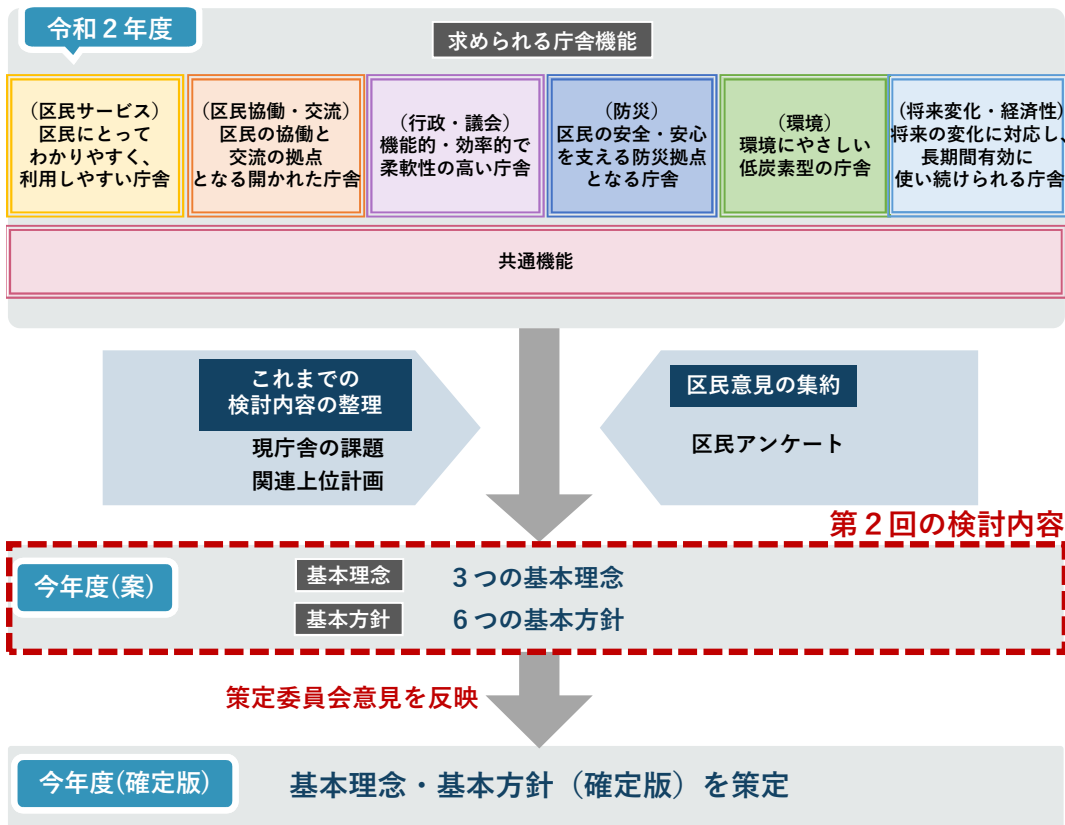 令和２年度
求められる庁舎機能
（区民サービス）
区民にとって
わかりやすく、
利用しやすい庁舎
（区民協働・交流）
区民の協働と
交流の拠点
となる開かれた庁舎
（行政・議会）
機能的・効率的で
柔軟性の高い庁舎
（防災）
区民の安全・安心
を支える防災拠点
となる庁舎
（環境）
環境にやさしい
低炭素型の庁舎
（将来変化・経済性）
将来の変化に対応し、
長期間有効に
使い続けられる庁舎
共通機能
これまでの
検討内容の整理
現庁舎の課題
関連上位計画
区民意見の集約
区民アンケート
第２回の検討内容
今年度(案)
基本理念 ３つの基本理念
基本方針 ６つの基本方針
策定委員会意見を反映
今年度(確定版)
基本理念・基本方針（確定版）を策定